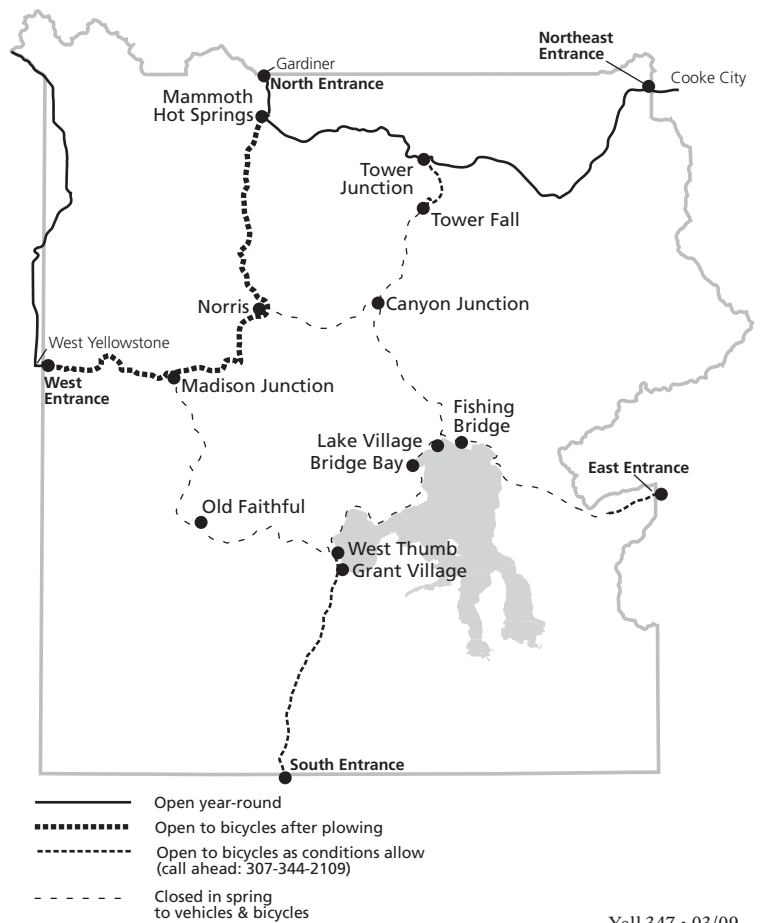 Northeast
Entrance
Gardiner
North Entrance
Cooke City
Mammoth
Hot Springs
Tower
Junction
Tower Fall
Norris
Canyon Junction
West Yellowstone
West
Entrance
Madison Junction
Fishing
Bridge
Lake Village
Bridge Bay
East Entrance
Old Faithful
West Thumb
Grant Village
South Entrance
Open year-round
Open to bicycles after plowing
Open to bicycles as conditions allow
(call ahead: 307-344-2109)
Closed in spring
to vehicles & bicycles
Yell 347 • 03/09